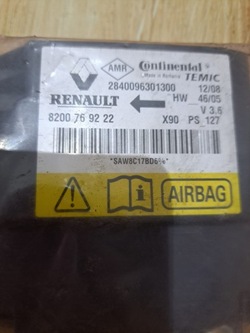 AMR Continental
Made in Romania TEMIC
2840096301300 12/08
RENAULT HW 46/05
V 3.6
8200 76 92 22 X90 PS 127
AIRBAG